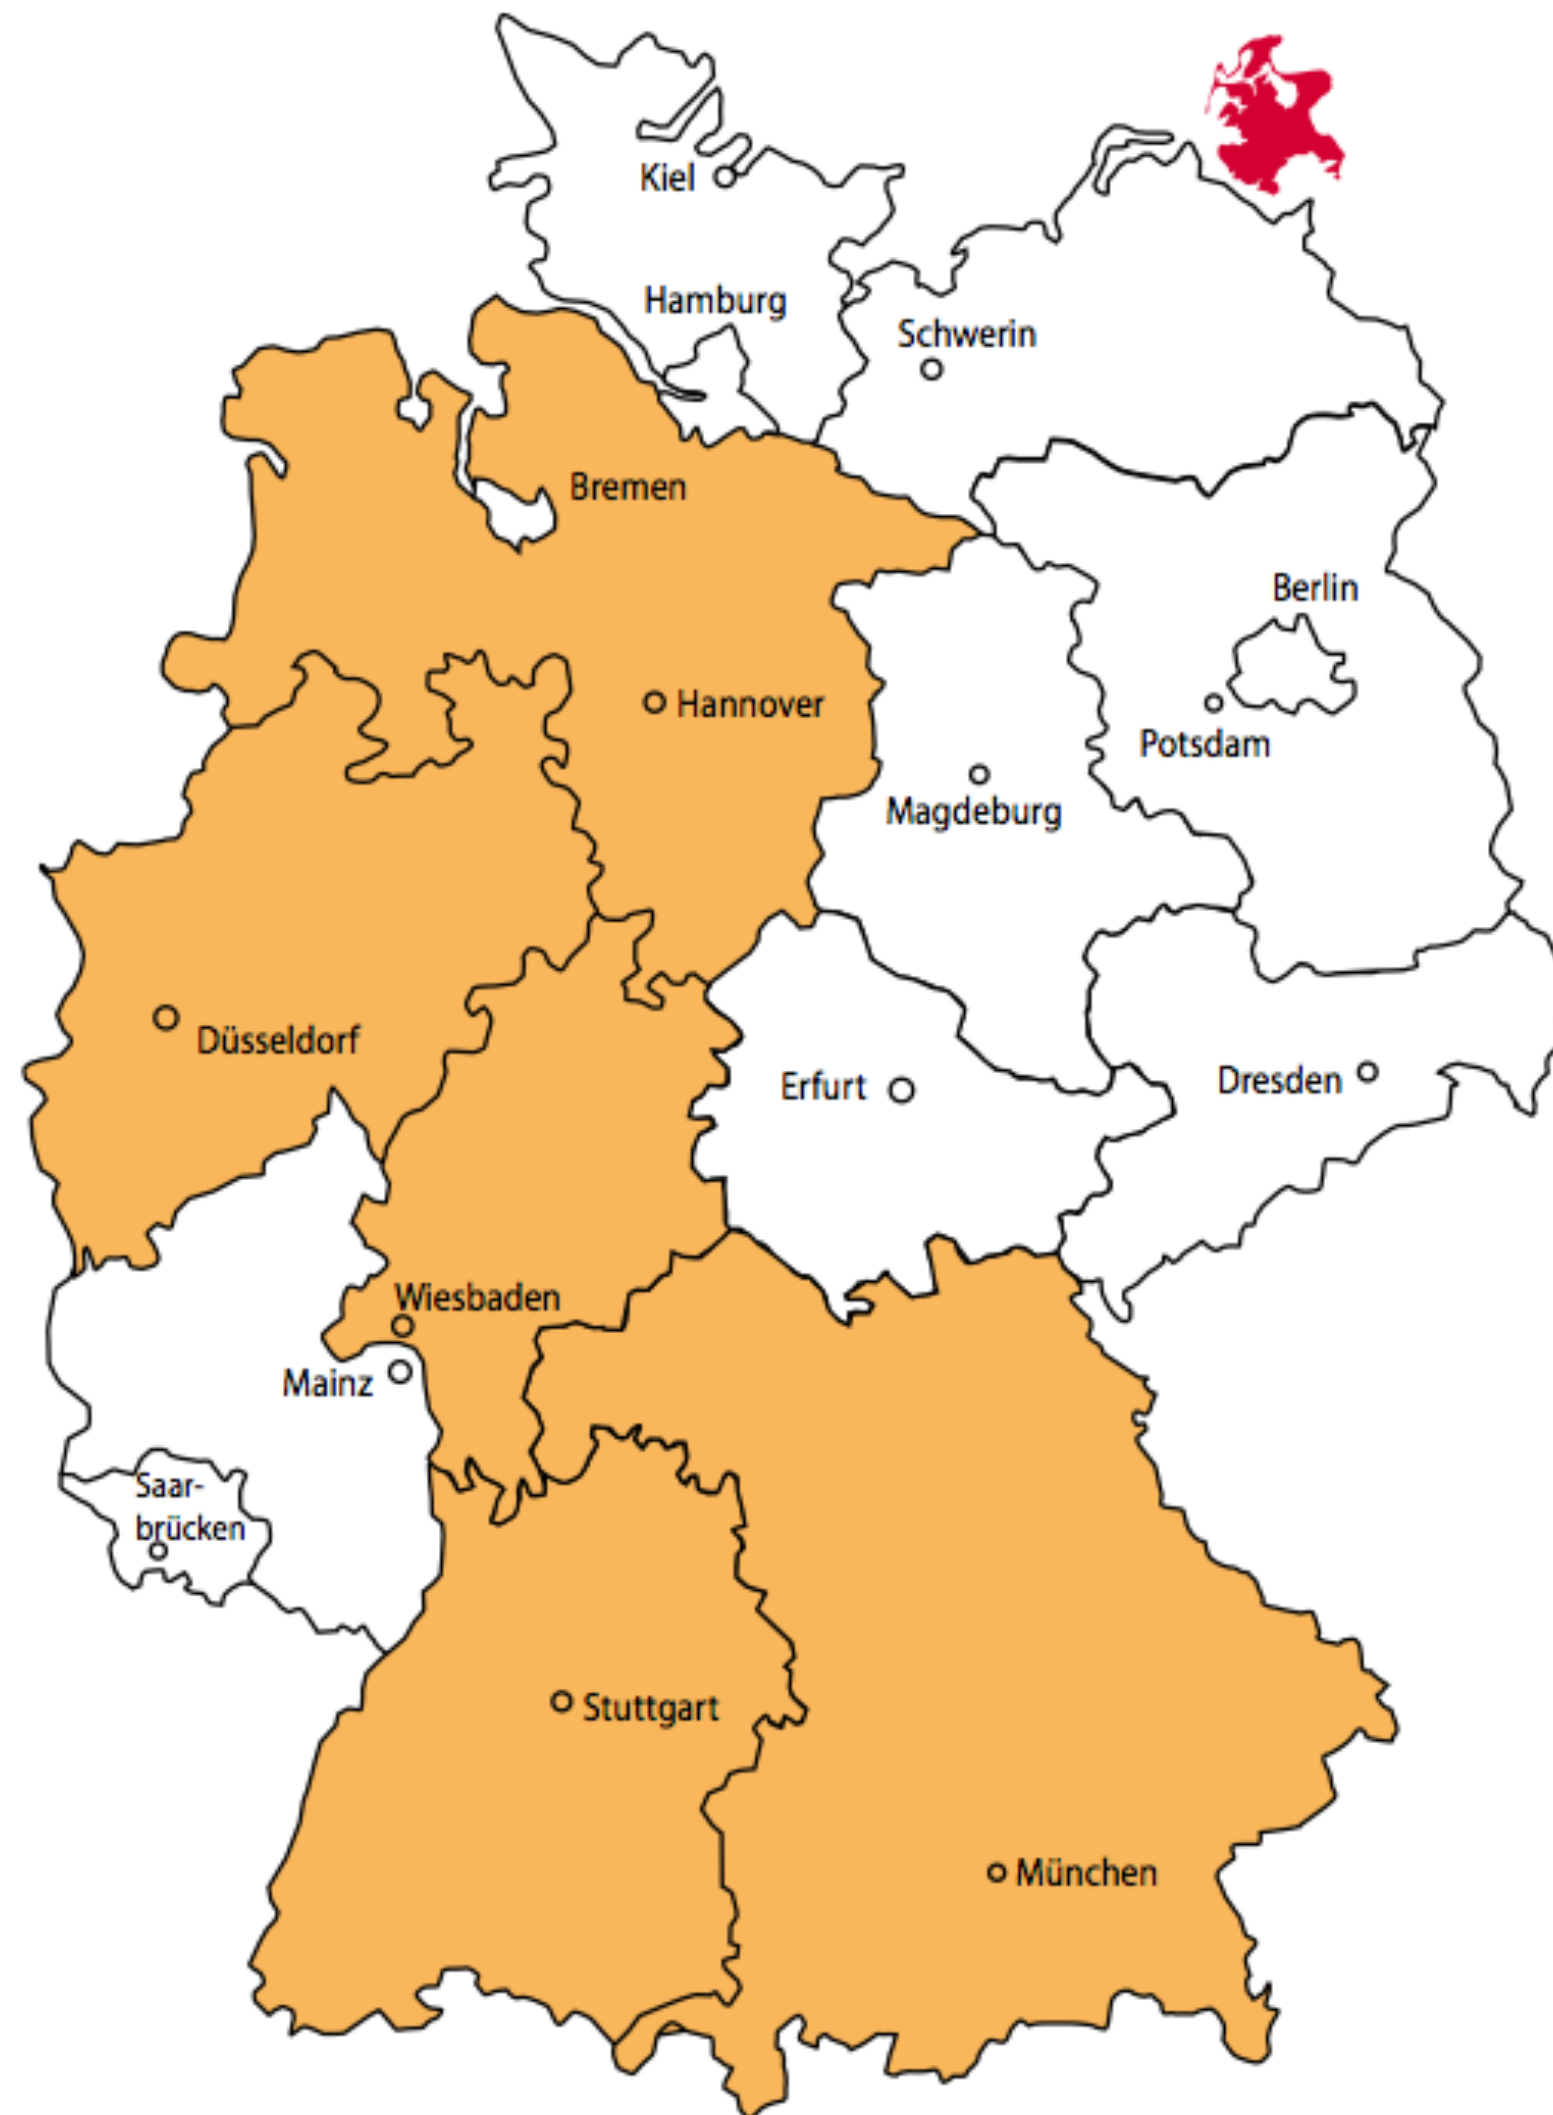 Kiel
Hamburg
Schwerin
Bremen
Berlin
Hannover
Potsdam
Magdeburg
Düsseldorf
Erfurt
Dresden
Wiesbaden
Mainz
Saar-
brücken
Stuttgart
München